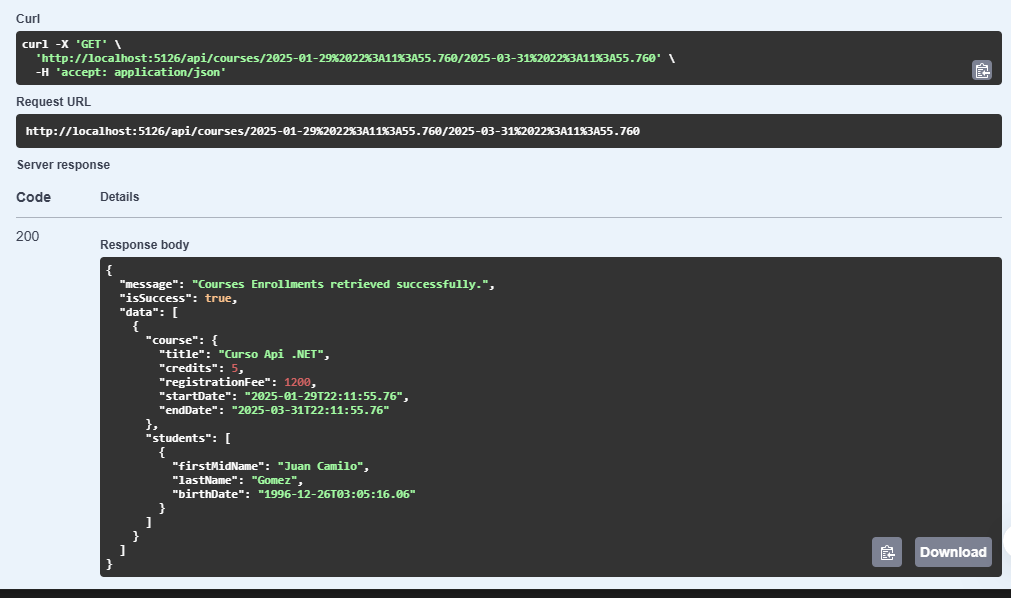 Curl
curl -X 'GET' \
  'http://localhost:5126/api/courses/2025-01-29%2022%3A11%3A55.760/2025-03-31%2022%3A11%3A55.760' \
  -H 'accept: application/json'
Request URL
http://localhost:5126/api/courses/2025-01-29%2022%3A11%3A55.760/2025-03-31%2022%3A11%3A55.760
Server response
Code Details
200
Response body
{
  "message": "Courses Enrollments retrieved successfully.",
  "isSuccess": true,
  "data": [
    {
      "course": {
        "title": "Curso Api .NET",
        "credits": 5,
        "registrationFee": 1200,
        "startDate": "2025-01-29T22:11:55.76",
        "endDate": "2025-03-31T22:11:55.76"
      },
      "students": [
        {
          "firstMidName": "Juan Camilo",
          "lastName": "Gomez",
          "birthDate": "1996-12-26T03:05:16.06"
        }
      ]
    }
  ]
}
Download